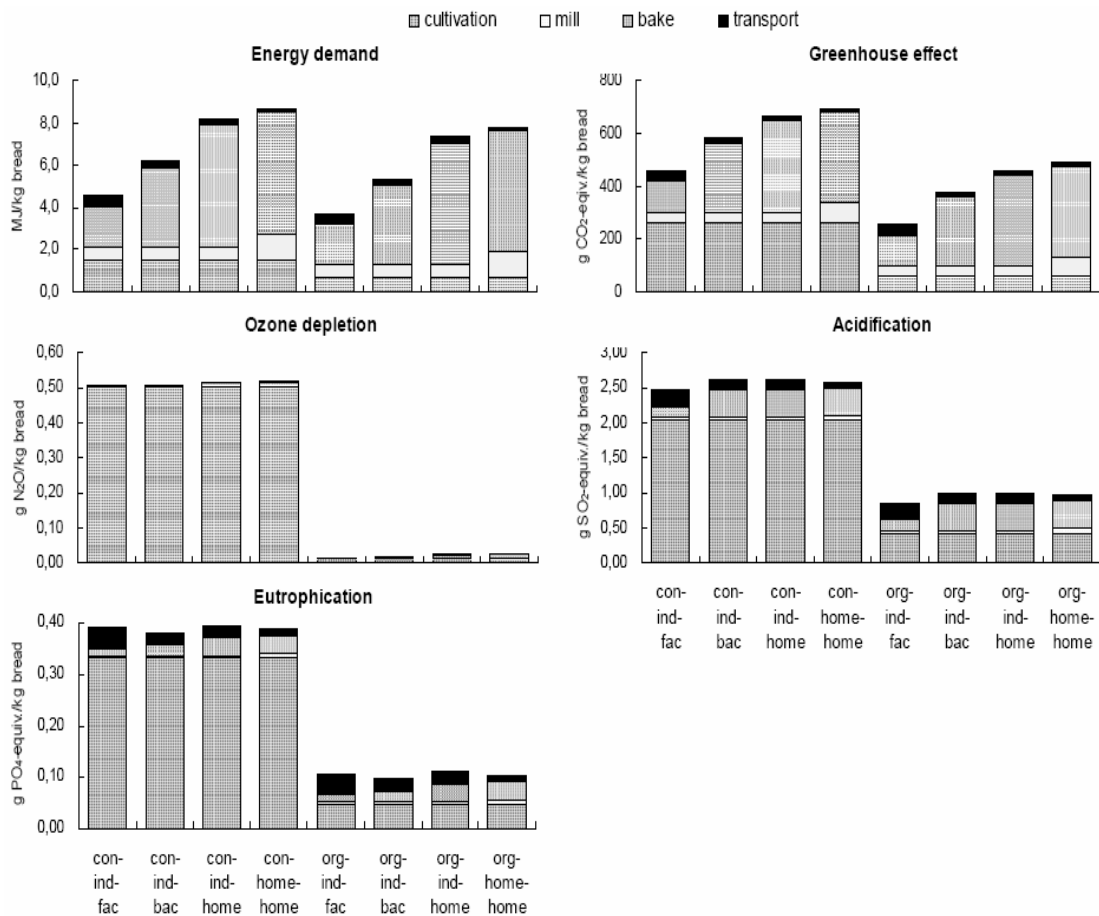 cultivation mill bake transport
Energy demand
10,0
8,0
6,0
4,0
2,0
0,0
MJ/kg bread
Greenhouse effect
800
600
400
200
0
g CO₂-eqiv./kg bread
Ozone depletion
0,60
0,50
0,40
0,30
0,20
0,10
0,00
g N₂O/kg bread
Acidification
3,00
2,50
2,00
1,50
1,00
0,50
0,00
g SO₂-equiv./kg bread
con- con- con- con- org- org- org- org-
ind- ind- ind- home- ind- ind- ind- home-
fac bac home home fac bac home home
Eutrophication
0,40
0,30
0,20
0,10
0,00
g PO₄-equiv./kg bread
con- con- con- con- org- org- org- org-
ind- ind- ind- home- ind- ind- ind- home-
fac bac home home fac bac home home